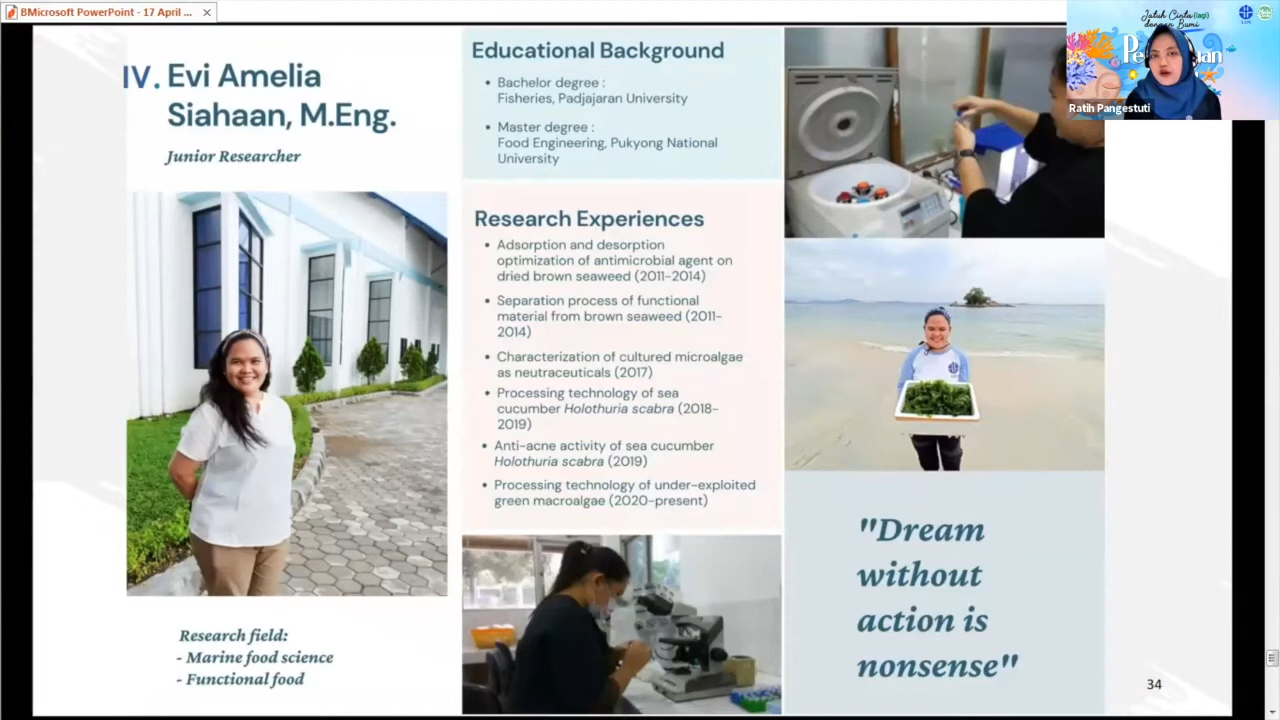 BMicrosoft PowerPoint - 17 April ...
IV. Evi Amelia
Siahaan, M.Eng.
Junior Researcher
Research field:
- Marine food science
- Functional food
Educational Background
• Bachelor degree :
Fisheries, Padjajaran University
• Master degree :
Food Engineering, Pukyong National
University
Research Experiences
• Adsorption and desorption
optimization of antimicrobial agent on
dried brown seaweed (2011-2014)
• Separation process of functional
material from brown seaweed (2011-
2014)
• Characterization of cultured microalgae
as neutraceuticals (2017)
• Processing technology of sea
cucumber Holothuria scabra (2018-
2019)
• Anti-acne activity of sea cucumber
Holothuria scabra (2019)
• Processing technology of under-exploited
green macroalgae (2020-present)
"Dream
without
action is
nonsense"
34
Jatuh Cinta (lagi)
dengan Bumi
Ratih Pangestuti